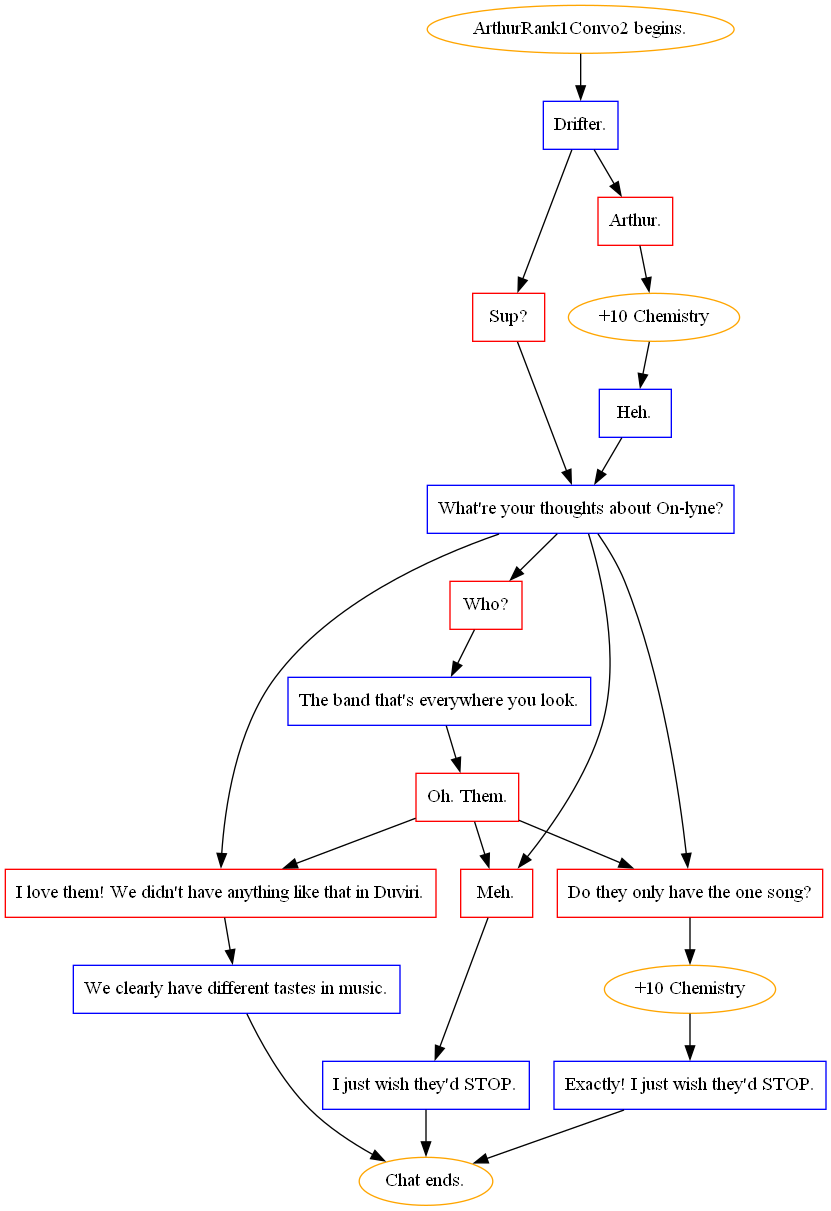 ArthurRank1Convo2 begins.
Drifter.
Arthur.
Sup?
+10 Chemistry
Heh.
What're your thoughts about On-lyne?
Who?
The band that's everywhere you look.
Oh. Them.
I love them! We didn't have anything like that in Duviri.
Meh.
Do they only have the one song?
We clearly have different tastes in music.
+10 Chemistry
I just wish they'd STOP.
Exactly! I just wish they'd STOP.
Chat ends.